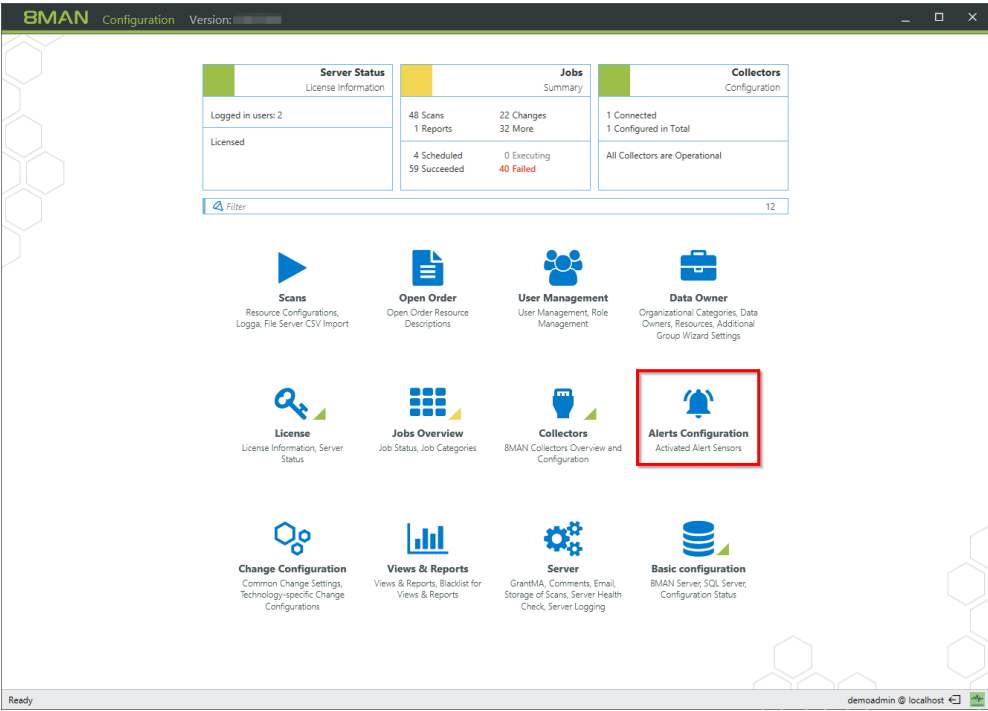 8MAN Configuration Version:
Server Status
License Information
Logged in users: 2
Licensed
Jobs
Summary
48 Scans 22 Changes
1 Reports 32 More
4 Scheduled 0 Executing
59 Succeeded 40 Failed
Collectors
Configuration
1 Connected
1 Configured in Total
All Collectors are Operational
Filter 12
Scans
Resource Configurations,
Logga, File Server CSV Import
Open Order
Open Order Resource
Descriptions
User Management
User Management, Role
Management
Data Owner
Organizational Categories, Data
Owners, Resources, Additional
Group Wizard Settings
License
License Information, Server
Status
Jobs Overview
Job Status, Job Categories
Collectors
8MAN Collectors Overview and
Configuration
Alerts Configuration
Activated Alert Sensors
Change Configuration
Common Change Settings,
Technology-specific Change
Configurations
Views & Reports
Views & Reports, Blacklist for
Views & Reports
Server
GrantMA, Comments, Email,
Storage of Scans, Server Health
Check, Server Logging
Basic configuration
8MAN Server, SQL Server,
Configuration Status
Ready demoadmin @ localhost